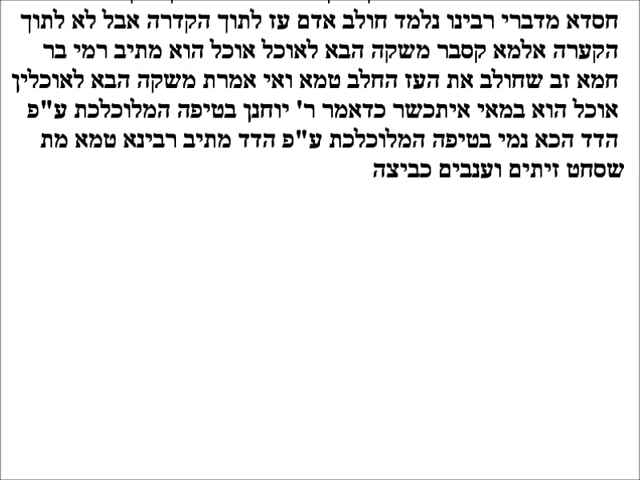 חסדא מדברי רבינו נלמד חולב אדם עז לתוך הקדרה אבל לא לתוך
הקערה אלמא קסבר משקה הבא לאוכל אוכל הוא מתיב רמי בר
חמא זב שחולב את העז החלב טמא ואי אמרת משקה הבא לאוכלין
אוכל הוא במאי איתכשר כדאמר ר' יוחנן בטיפה המלוכלכת ע"פ
הדד הכא נמי בטיפה המלוכלכת ע"פ הדד מתיב רבינא טמא מת
שסחט זיתים וענבים כביצה